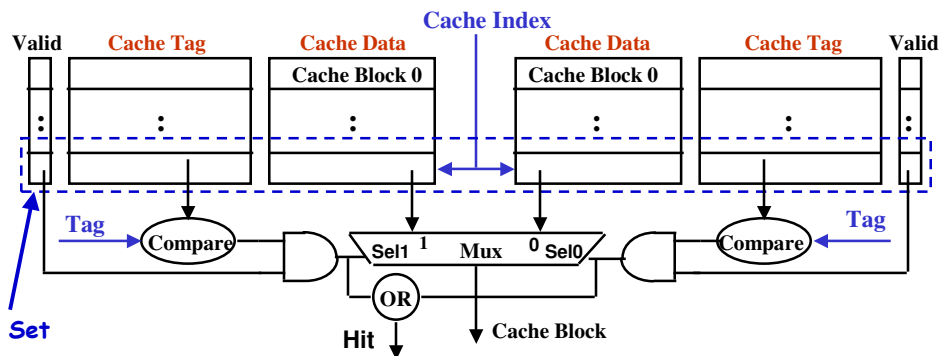 Cache Index
Valid Cache Tag Cache Data Cache Data Cache Tag Valid
Cache Block 0 Cache Block 0
: : : : : :
Tag Compare Sel1 1 Mux 0 Sel0 Compare Tag
OR
Set Hit Cache Block